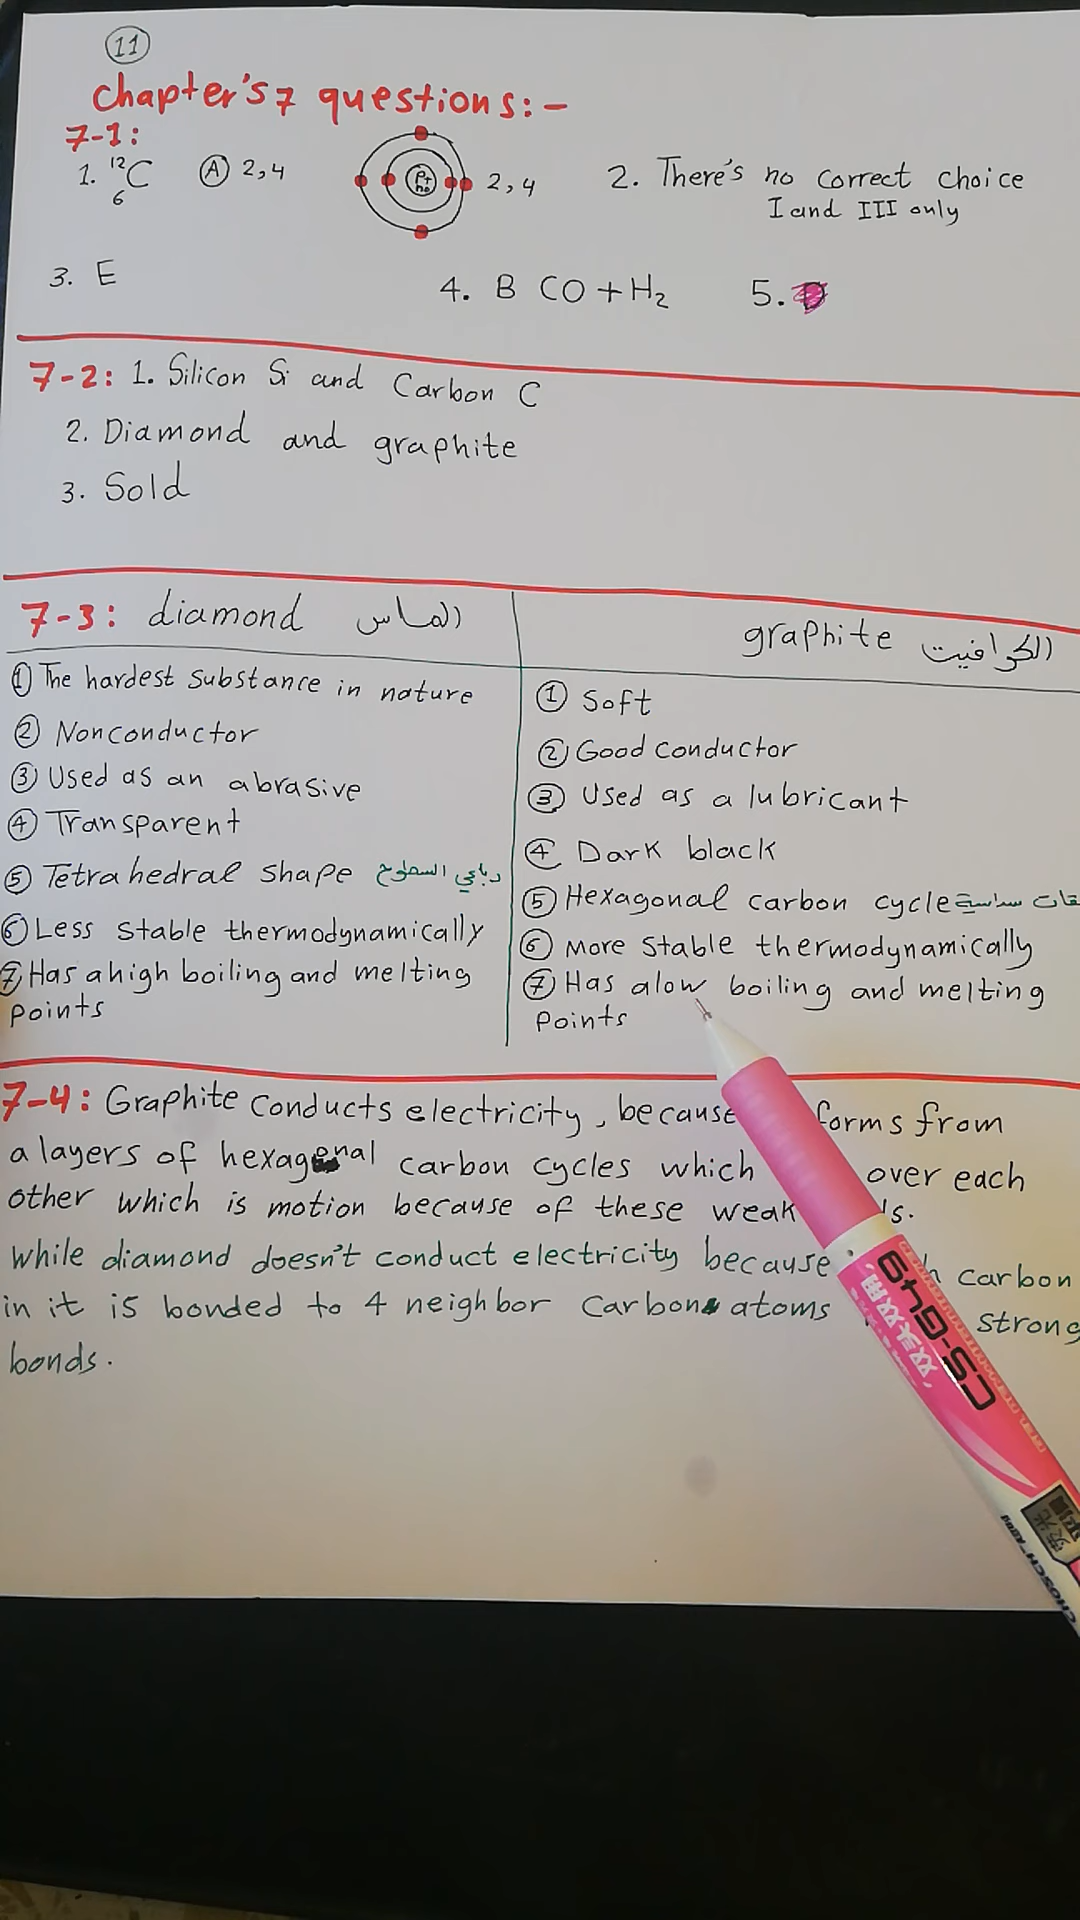 11
Chapter's 7 questions:-
7-1:
1. ¹²₆C Ⓐ 2,4 P+ n0 2,4 2. There's no correct choice
I and III only
3. E 4. B CO + H₂ 5.
7-2: 1. Silicon Si and Carbon C
2. Diamond and graphite
3. Sold
7-3: diamond الماس
graphite الكرافيت
① The hardest substance in nature
② Nonconductor
③ Used as an abrasive
④ Transparent
⑤ Tetrahedral shape رباعي السطوح
⑥ Less stable thermodynamically
⑦ Has a high boiling and melting
points
① Soft
② Good conductor
③ Used as a lubricant
④ Dark black
⑤ Hexagonal carbon cycle سداسية
⑥ More stable thermodynamically
⑦ Has a low boiling and melting
points
7-4: Graphite conducts electricity, because forms from
a layers of hexagonal carbon cycles which over each
other which is motion because of these weak
While diamond doesn't conduct electricity because carbon
in it is bonded to 4 neighbor carbon atoms strong
bonds.
CS-649
双头双用